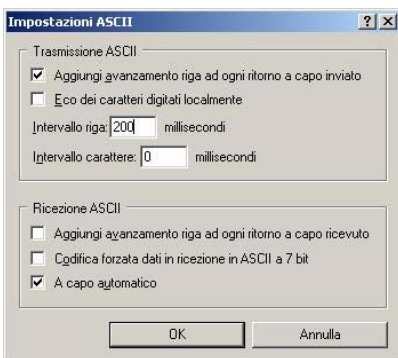 Impostazioni ASCII
Trasmissione ASCII
Aggiungi avanzamento riga ad ogni ritorno a capo inviato
Eco dei caratteri digitati localmente
Intervallo riga: 200 millisecondi
Intervallo carattere: 0 millisecondi
Ricezione ASCII
Aggiungi avanzamento riga ad ogni ritorno a capo ricevuto
Codifica forzata dati in ricezione in ASCII a 7 bit
A capo automatico
OK Annulla